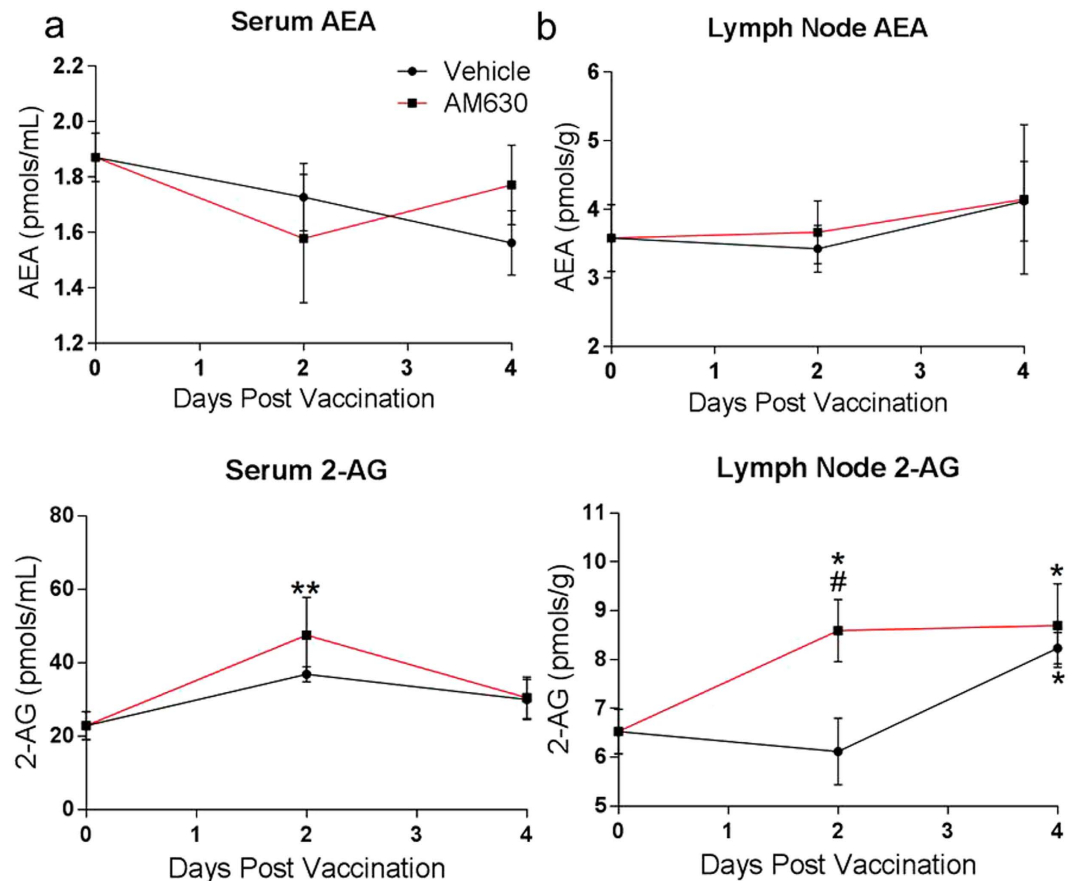 a
Serum AEA
Vehicle
AM630
AEA (pmols/mL)
2.2
2.0
1.8
1.6
1.4
1.2
0 1 2 3 4
Days Post Vaccination
b
Lymph Node AEA
AEA (pmols/g)
6
5
4
3
2
0 1 2 3 4
Days Post Vaccination
Serum 2-AG
2-AG (pmols/mL)
80
60
40
20
0
**
0 2 4
Days Post Vaccination
Lymph Node 2-AG
2-AG (pmols/g)
11
10
9
8
7
6
5
*
#
*
*
0 1 2 3 4
Days Post Vaccination